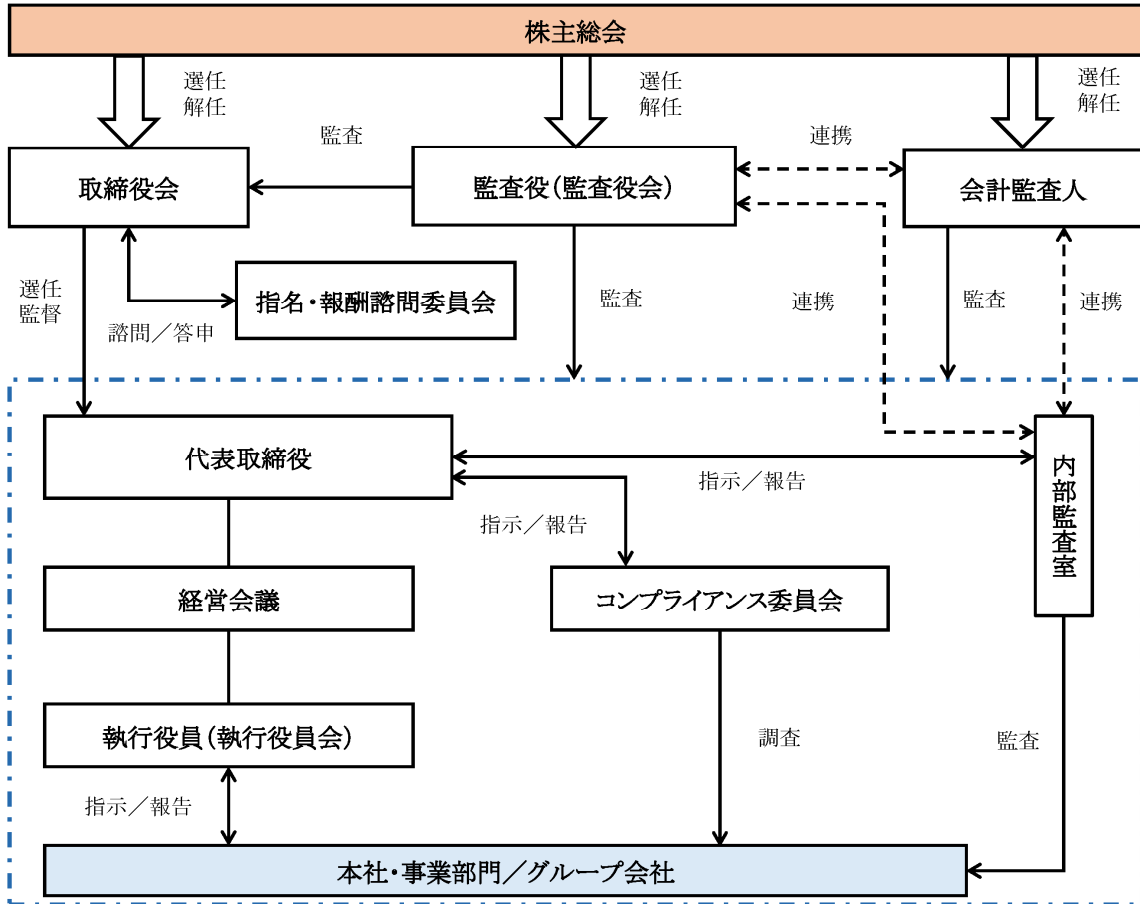 株主総会
選任
解任
選任
解任
選任
解任
監査
連携
取締役会
監査役(監査役会)
会計監査人
選任
監督
指名・報酬諮問委員会
諮問／答申
監査
連携
監査
連携
代表取締役
指示／報告
内部監査室
指示／報告
経営会議
コンプライアンス委員会
執行役員(執行役員会)
調査
監査
指示／報告
本社・事業部門／グループ会社